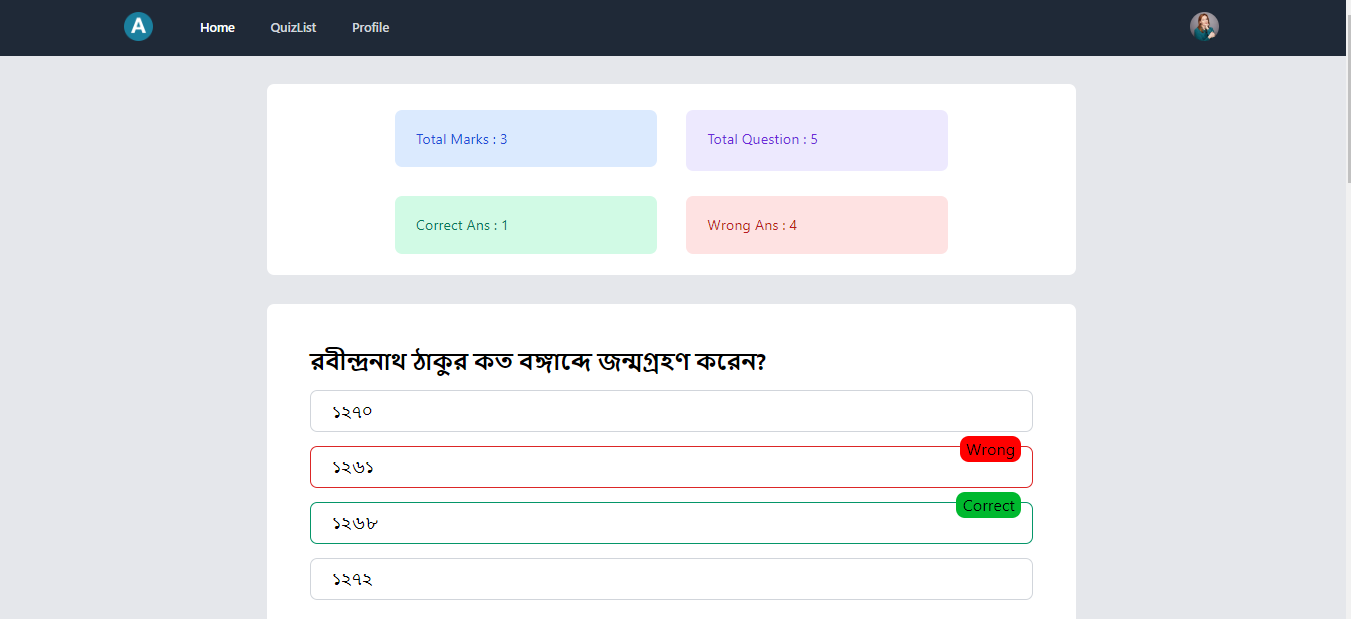 A Home QuizList Profile
Total Marks : 3
Total Question : 5
Correct Ans : 1
Wrong Ans : 4
রবীন্দ্রনাথ ঠাকুর কত বঙ্গাব্দে জন্মগ্রহণ করেন?
১২৭০
Wrong
১২৬১
Correct
১২৬৮
১২৭২